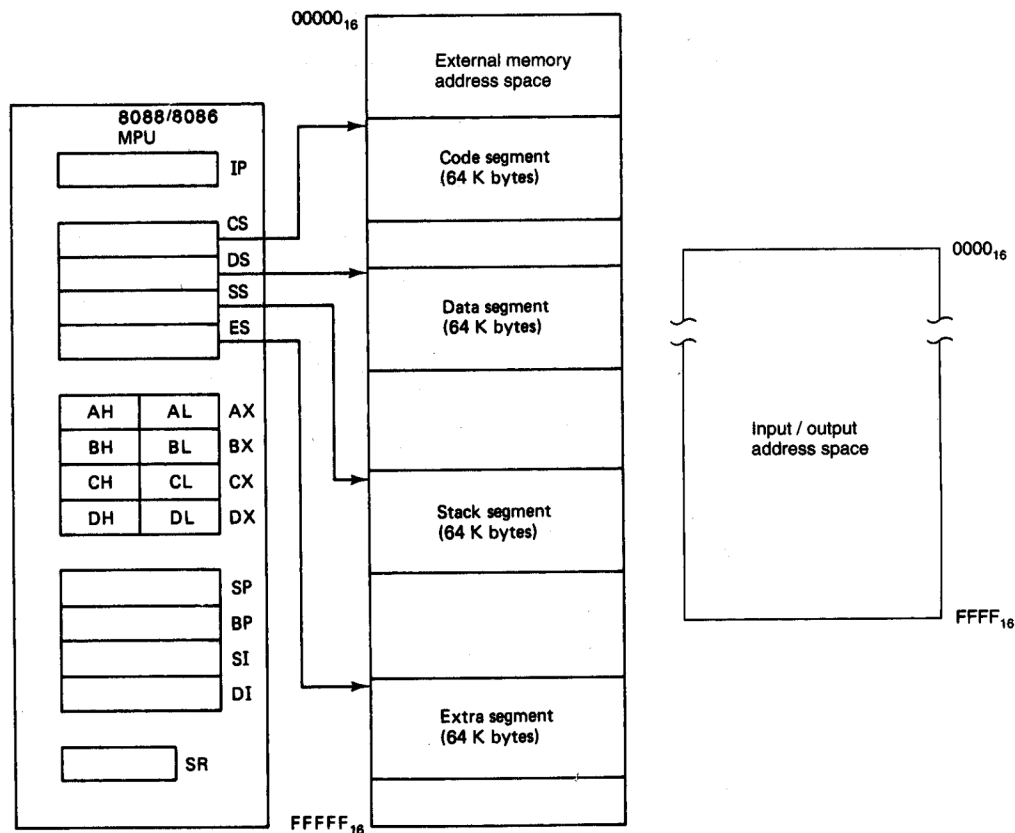 8088/8086
MPU
IP
CS
DS
SS
ES
AH AL AX
BH BL BX
CH CL CX
DH DL DX
SP
BP
SI
DI
SR
00000₁₆
External memory
address space
Code segment
(64 K bytes)
Data segment
(64 K bytes)
Stack segment
(64 K bytes)
Extra segment
(64 K bytes)
FFFFF₁₆
0000₁₆
Input / output
address space
FFFF₁₆